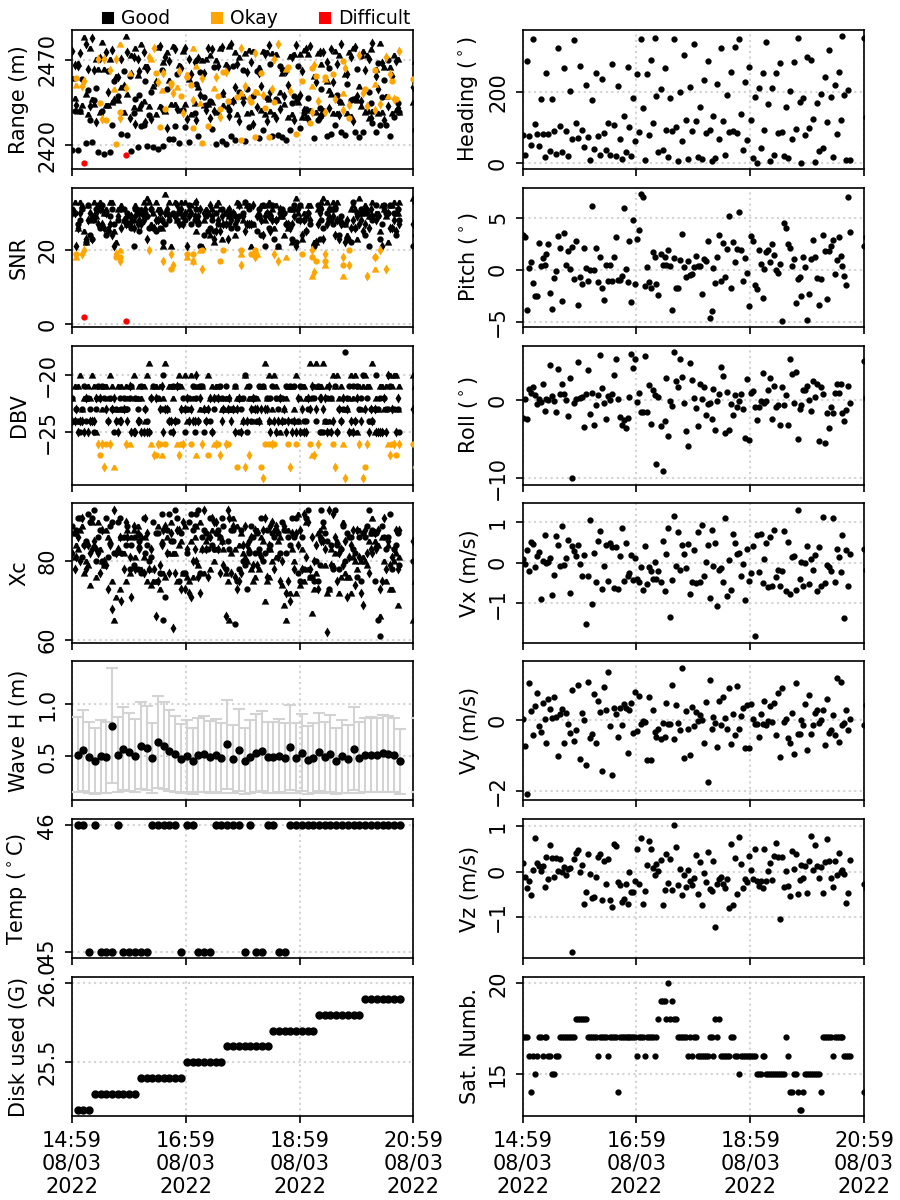 Good Okay Difficult
Range (m)
2470
2420
Heading (°)
200
0
SNR
20
0
Pitch (°)
5
0
−5
DBV
−20
−25
Roll (°)
0
−10
Xc
80
60
Vx (m/s)
1
0
−1
Wave H (m)
1.0
0.5
Vy (m/s)
0
−2
Temp (°C)
46
45
Vz (m/s)
1
0
−1
Disk used (G)
26.0
25.5
Sat. Numb.
20
15
14:59 16:59 18:59 20:59 14:59 16:59 18:59 20:59
08/03 08/03 08/03 08/03 08/03 08/03 08/03 08/03
2022 2022 2022 2022 2022 2022 2022 2022